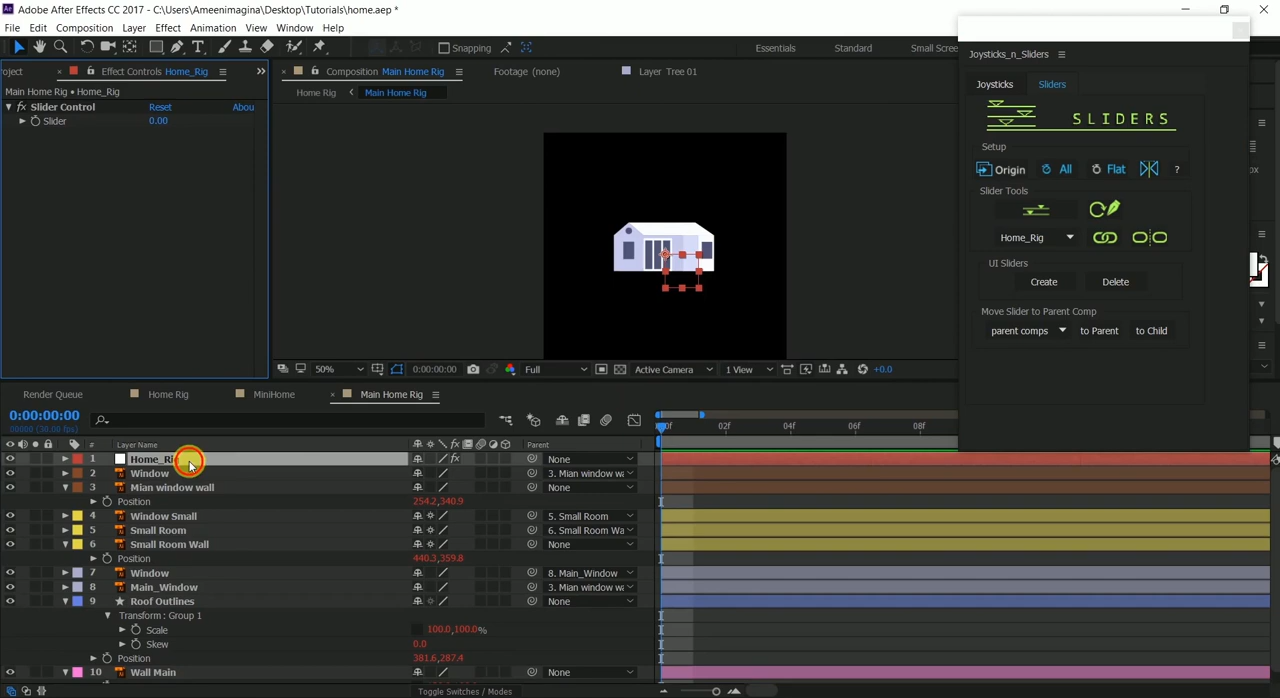 Adobe After Effects CC 2017 - C:\Users\Ameenimagina\Desktop\Tutorials\home.aep *
File Edit Composition Layer Effect Animation View Window Help
Snapping
Essentials Standard Small Scree
roject Effect Controls Home_Rig
Composition Main Home Rig
Footage (none)
Layer Tree 01
Main Home Rig • Home_Rig
Home Rig Main Home Rig
fx Slider Control Reset Abou
Slider 0.00
Joysticks_n_Sliders
Joysticks Sliders
SLIDERS
Setup
Origin All Flat ?
Slider Tools
Home_Rig
UI Sliders
Create Delete
Move Slider to Parent Comp
parent comps to Parent to Child
50% 0:00:00:00 Full Active Camera 1 View +0.0
Render Queue Home Rig MiniHome Main Home Rig
0:00:00:00
00000 (30.00 fps)
# Layer Name Parent
02f 04f 06f 08f
1 None
2 Window 3. Mian window wa
3 Mian window wall None
Position 254.2,340.9
4 Window Small 5. Small Room
5 Small Room 6. Small Room Wa
6 Small Room Wall None
Position 440.3,359.8
7 Window 8. Main_Window
8 Main_Window 3. Mian window wa
9 Roof Outlines None
Transform : Group 1
Scale 100.0,100.0%
Skew 0.0
Position 381.6,287.4
10 Wall Main None
Toggle Switches / Modes